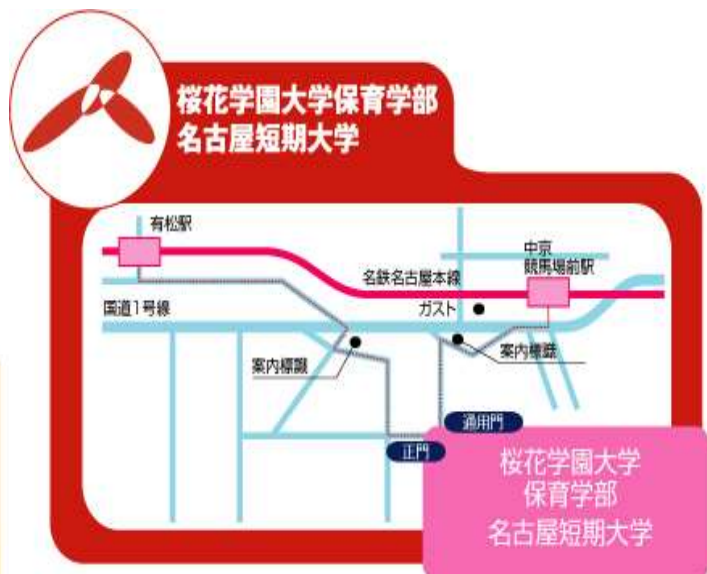 桜花学園大学保育学部
名古屋短期大学
有松駅
中京
競馬場前駅
名鉄名古屋本線
国道1号線
ガスト
案内標識
案内標識
通用門
正門
桜花学園大学
保育学部
名古屋短期大学